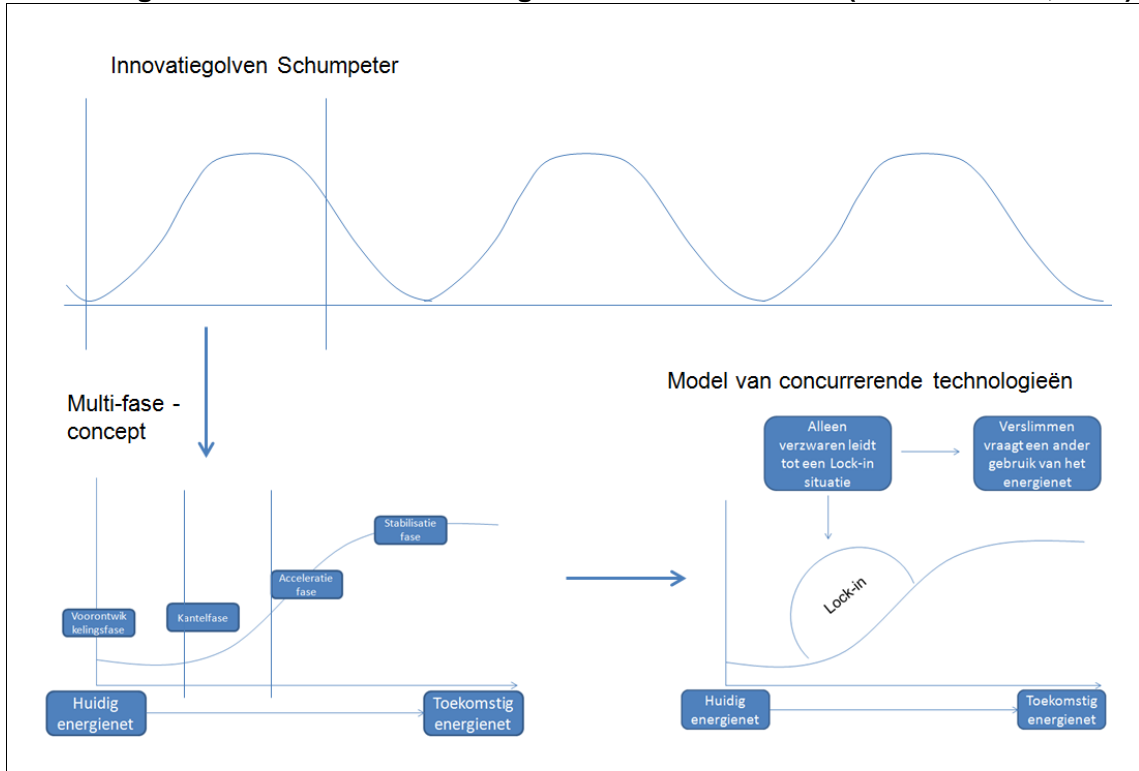 Innovatiegolven Schumpeter
Multi-fase -
concept
Model van concurrerende technologieën
Alleen
verzwaren leidt
tot een Lock-in
situatie
Verslimmen
vraagt een ander
gebruik van het
energienet
Stabilisatie
fase
Acceleratie
fase
Voorontwik
kelingsfase
Kantelfase
Lock-in
Huidig
energienet
Toekomstig
energienet
Huidig
energienet
Toekomstig
energienet